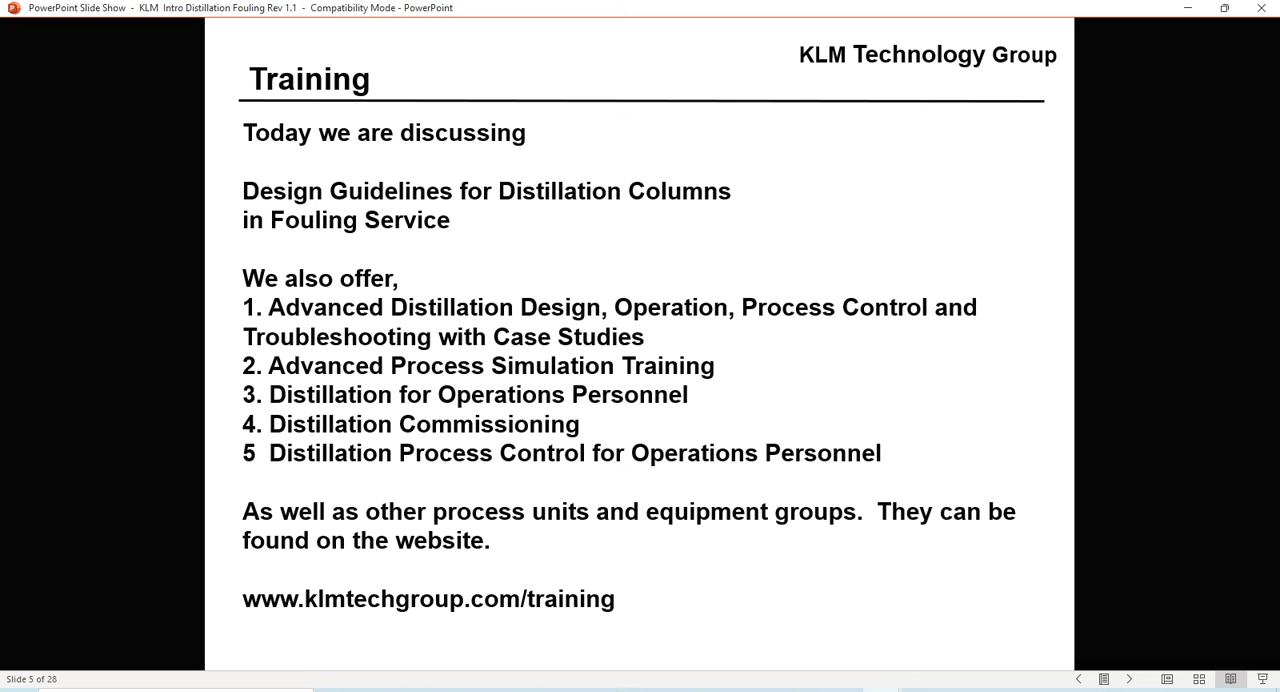 PowerPoint Slide Show - KLM Intro Distillation Fouling Rev 1.1 - Compatibility Mode - PowerPoint
KLM Technology Group
Training
Today we are discussing
Design Guidelines for Distillation Columns
in Fouling Service
We also offer,
1. Advanced Distillation Design, Operation, Process Control and
Troubleshooting with Case Studies
2. Advanced Process Simulation Training
3. Distillation for Operations Personnel
4. Distillation Commissioning
5  Distillation Process Control for Operations Personnel
As well as other process units and equipment groups.  They can be
found on the website.
www.klmtechgroup.com/training
Slide 5 of 28